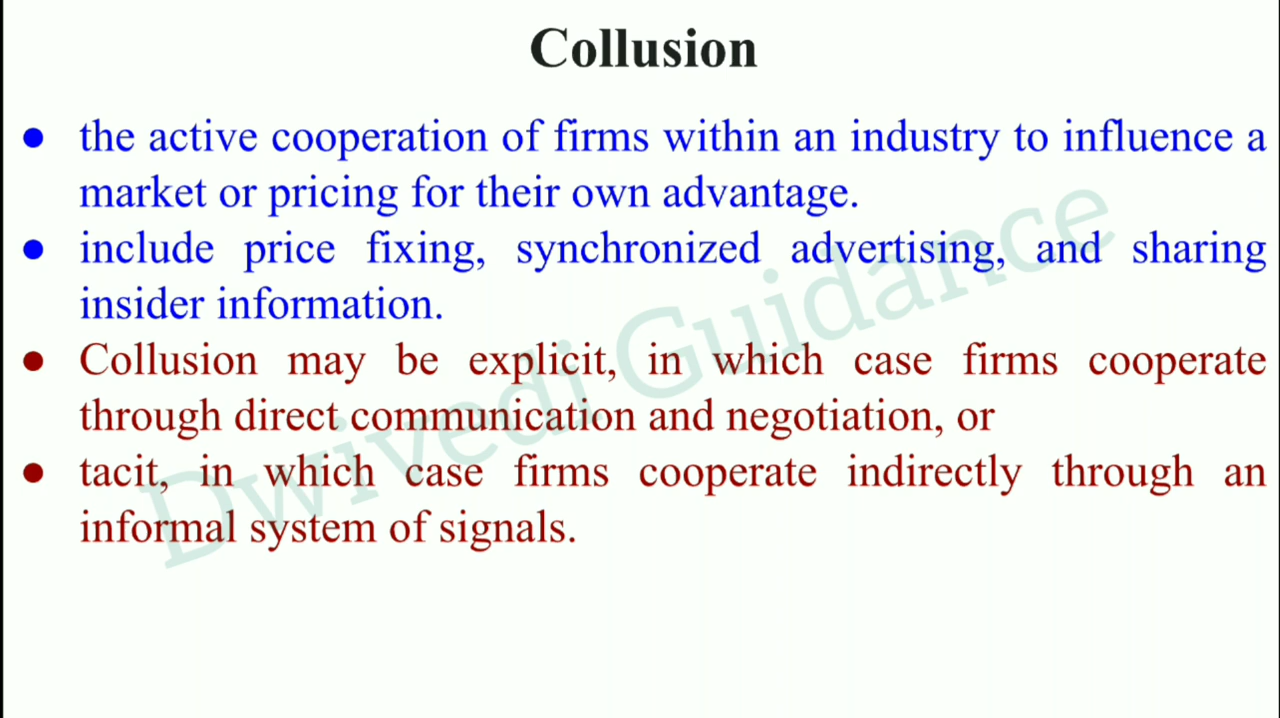 Collusion
● the active cooperation of firms within an industry to influence a
market or pricing for their own advantage.
● include price fixing, synchronized advertising, and sharing
insider information.
● Collusion may be explicit, in which case firms cooperate
through direct communication and negotiation, or
● tacit, in which case firms cooperate indirectly through an
informal system of signals.
Dwivedi Guidance